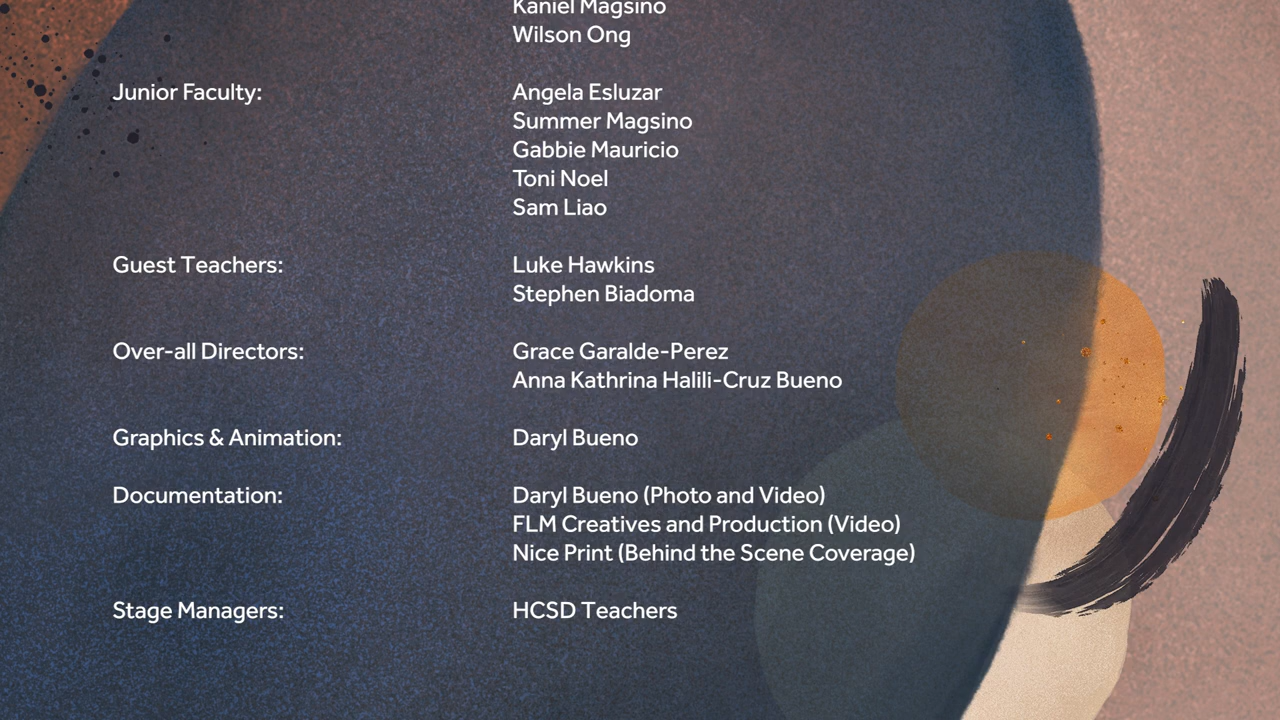 Kaniel Magsino
Wilson Ong
Junior Faculty: Angela Esluzar
Summer Magsino
Gabbie Mauricio
Toni Noel
Sam Liao
Guest Teachers: Luke Hawkins
Stephen Biadoma
Over-all Directors: Grace Garalde-Perez
Anna Kathrina Halili-Cruz Bueno
Graphics & Animation: Daryl Bueno
Documentation: Daryl Bueno (Photo and Video)
FLM Creatives and Production (Video)
Nice Print (Behind the Scene Coverage)
Stage Managers: HCSD Teachers